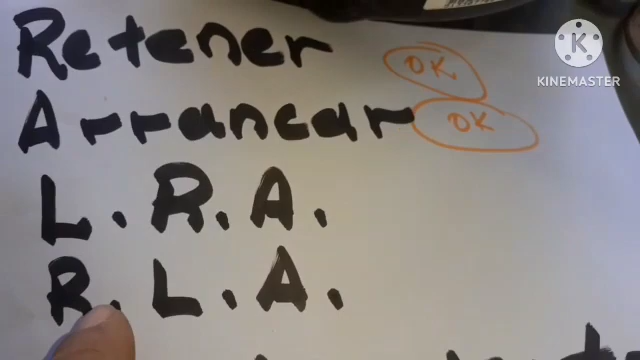 Retener OK
Arrancar OK
L.R.A.
R.L.A.
KINEMASTER